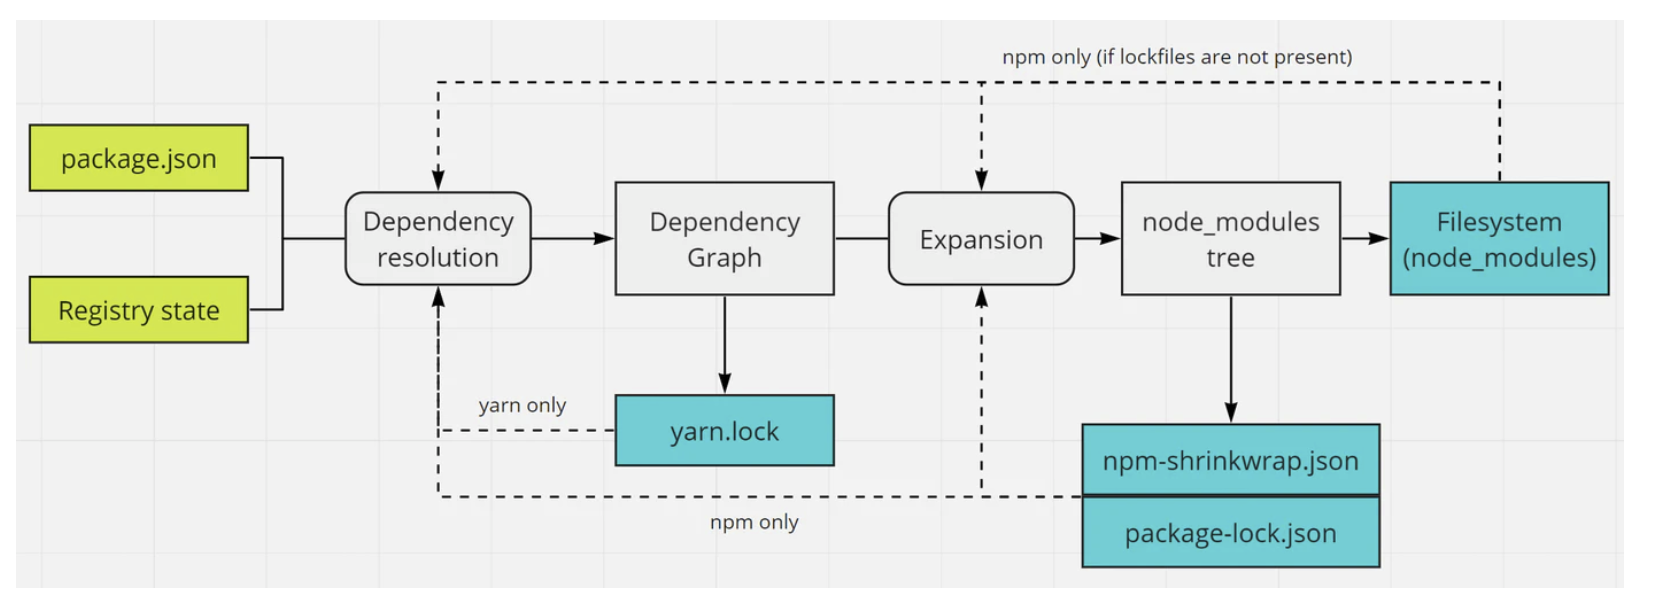 npm only (if lockfiles are not present)
package.json
Registry state
Dependency
resolution
Dependency
Graph
Expansion
node_modules
tree
Filesystem
(node_modules)
yarn only
yarn.lock
npm only
npm-shrinkwrap.json
package-lock.json